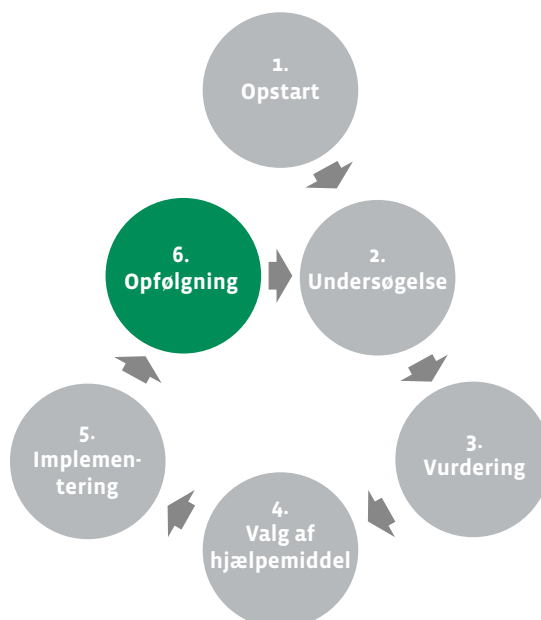 1.
Opstart
6.
Opfølgning
2.
Undersøgelse
5.
Implemen-
tering
3.
Vurdering
4.
Valg af
hjælpemiddel